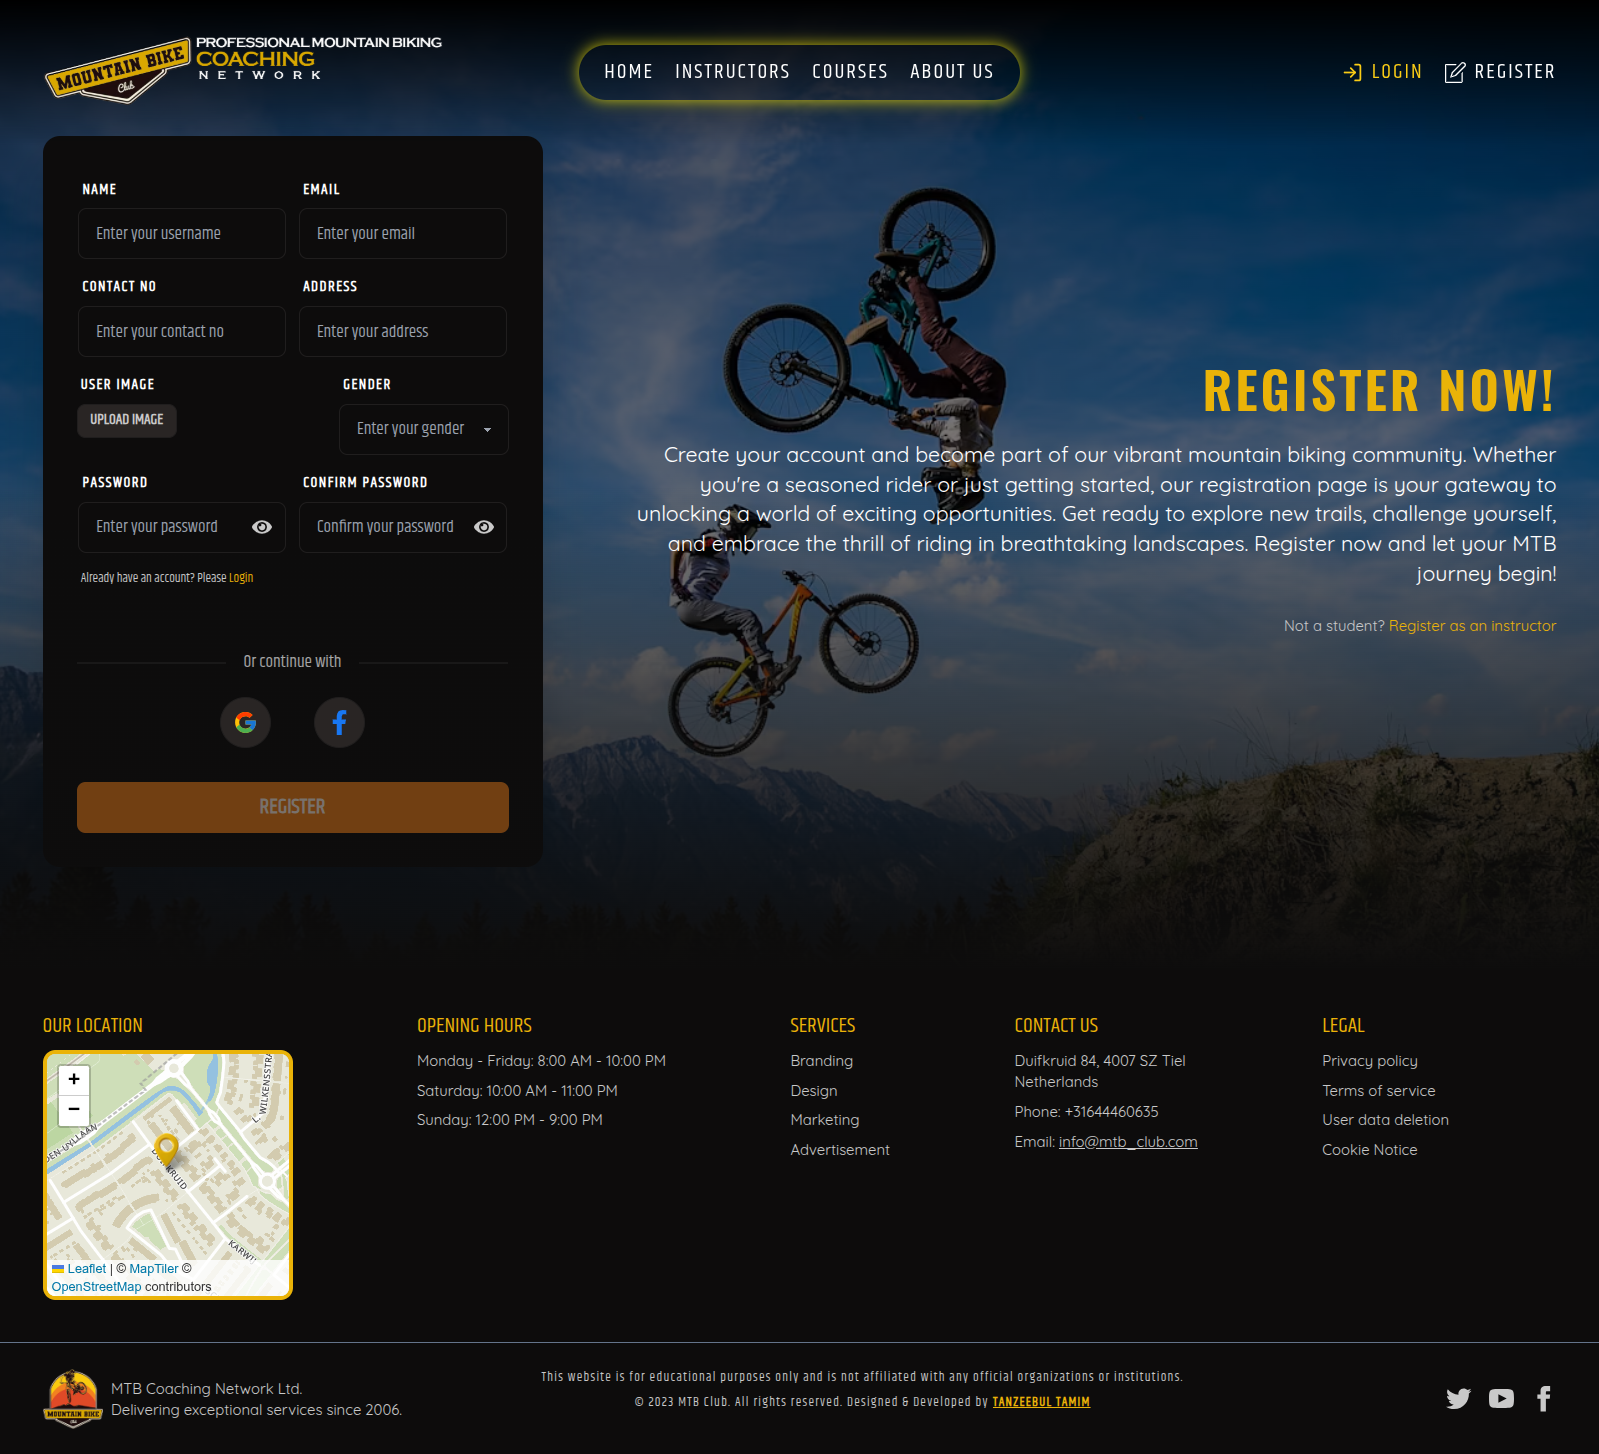 MOUNTAIN BIKE
Club
PROFESSIONAL MOUNTAIN BIKING
COACHING
NETWORK
HOME INSTRUCTORS COURSES ABOUT US
LOGIN REGISTER
NAME EMAIL
Enter your username Enter your email
CONTACT NO ADDRESS
Enter your contact no Enter your address
USER IMAGE GENDER
UPLOAD IMAGE Enter your gender
PASSWORD CONFIRM PASSWORD
Enter your password Confirm your password
Already have an account? Please Login
Or continue with
REGISTER
REGISTER NOW!
Create your account and become part of our vibrant mountain biking community. Whether
you're a seasoned rider or just getting started, our registration page is your gateway to
unlocking a world of exciting opportunities. Get ready to explore new trails, challenge yourself,
and embrace the thrill of riding in breathtaking landscapes. Register now and let your MTB
journey begin!
Not a student? Register as an instructor
OUR LOCATION
+
−
WILKENSSTRA
DEN-UYLLAAN
KARWI
Leaflet | © MapTiler ©
OpenStreetMap contributors
OPENING HOURS
Monday - Friday: 8:00 AM - 10:00 PM
Saturday: 10:00 AM - 11:00 PM
Sunday: 12:00 PM - 9:00 PM
SERVICES
Branding
Design
Marketing
Advertisement
CONTACT US
Duifkruid 84, 4007 SZ Tiel
Netherlands
Phone: +31644460635
Email: info@mtb_club.com
LEGAL
Privacy policy
Terms of service
User data deletion
Cookie Notice
MOUNTAIN BIKE
MTB Coaching Network Ltd.
Delivering exceptional services since 2006.
This website is for educational purposes only and is not affiliated with any official organizations or institutions.
© 2023 MTB Club. All rights reserved. Designed & Developed by TANZEEBUL TAMIM